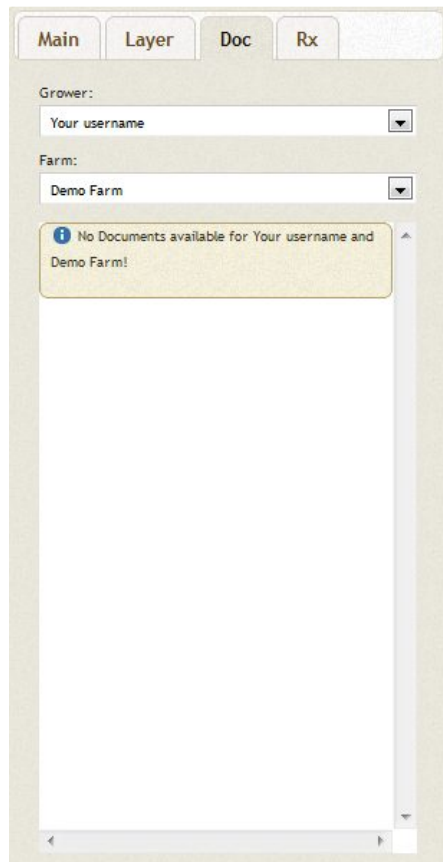 Main Layer Doc Rx
Grower:
Your username
Farm:
Demo Farm
No Documents available for Your username and
Demo Farm!